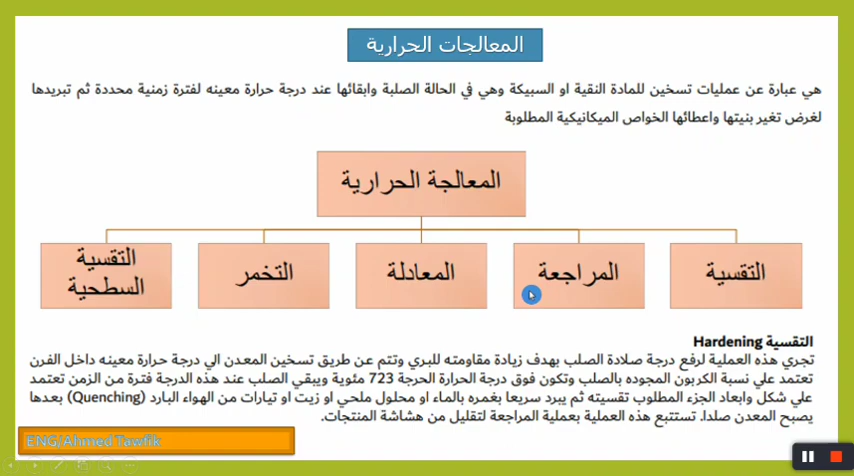 المعالجات الحرارية
هي عبارة عن عمليات تسخين للمادة النقية او السبيكة وهي في الحالة الصلبة وابقائها عند درجة حرارة معينه لفترة زمنية محددة ثم تبريدها
لغرض تغير بنيتها واعطائها الخواص الميكانيكية المطلوبة
المعالجة الحرارية
التقسية
المراجعة
المعادلة
التخمر
التقسية
السطحية
التقسية Hardening
تجري هذه العملية لرفع درجة صلادة الصلب بهدف زيادة مقاومته للبري وتتم عن طريق تسخين المعدن الي درجة حرارة معينه داخل الفرن
تعتمد علي نسبة الكربون المجوده بالصلب وتكون فوق درجة الحرارة الحرجة 723 مئوية ويبقي الصلب عند هذه الدرجة فترة من الزمن تعتمد
علي شكل وابعاد الجزء المطلوب تقسيته ثم يبرد سريعا بغمره بالماء او محلول ملحي او زيت او تيارات من الهواء البارد (Quenching) بعدها
يصبح المعدن صلدا. تستتبع هذه العملية بعملية المراجعة لتقليل من هشاشة المنتجات.
ENG/Ahmed Tawfik